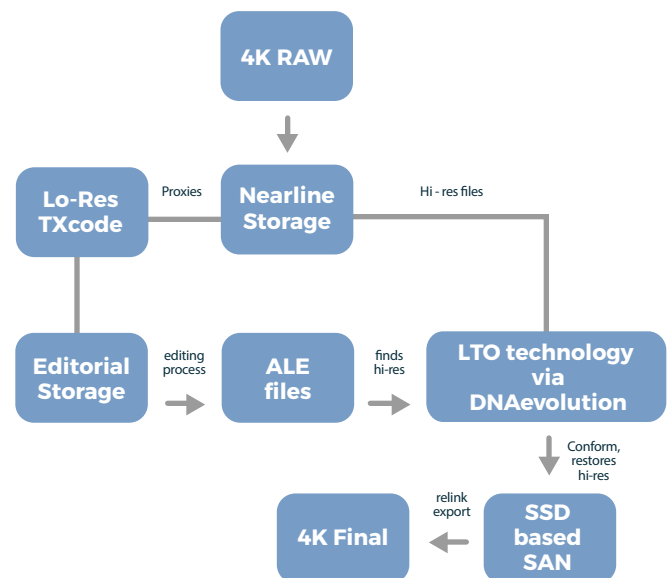 4K RAW
Lo-Res
TXcode
Proxies
Nearline
Storage
Hi - res files
Editorial
Storage
editing
process
ALE
files
finds
hi-res
LTO technology
via
DNAevolution
Conform,
restores
hi-res
4K Final
relink
export
SSD
based
SAN